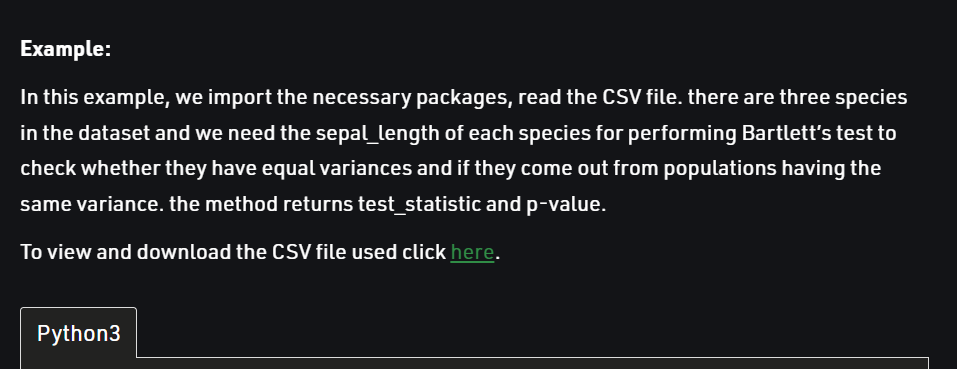 Example:
In this example, we import the necessary packages, read the CSV file. there are three species
in the dataset and we need the sepal_length of each species for performing Bartlett’s test to
check whether they have equal variances and if they come out from populations having the
same variance. the method returns test_statistic and p-value.
To view and download the CSV file used click here.
Python3